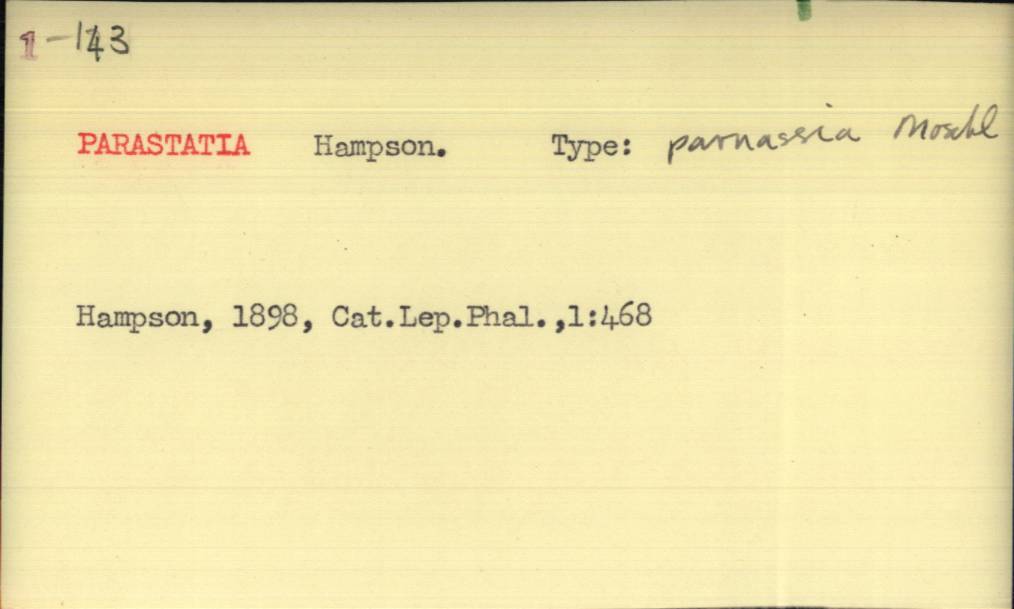 1-143
PARASTATIA Hampson. Type: parnassia Moschl
Hampson, 1898, Cat.Lep.Phal.,1:468